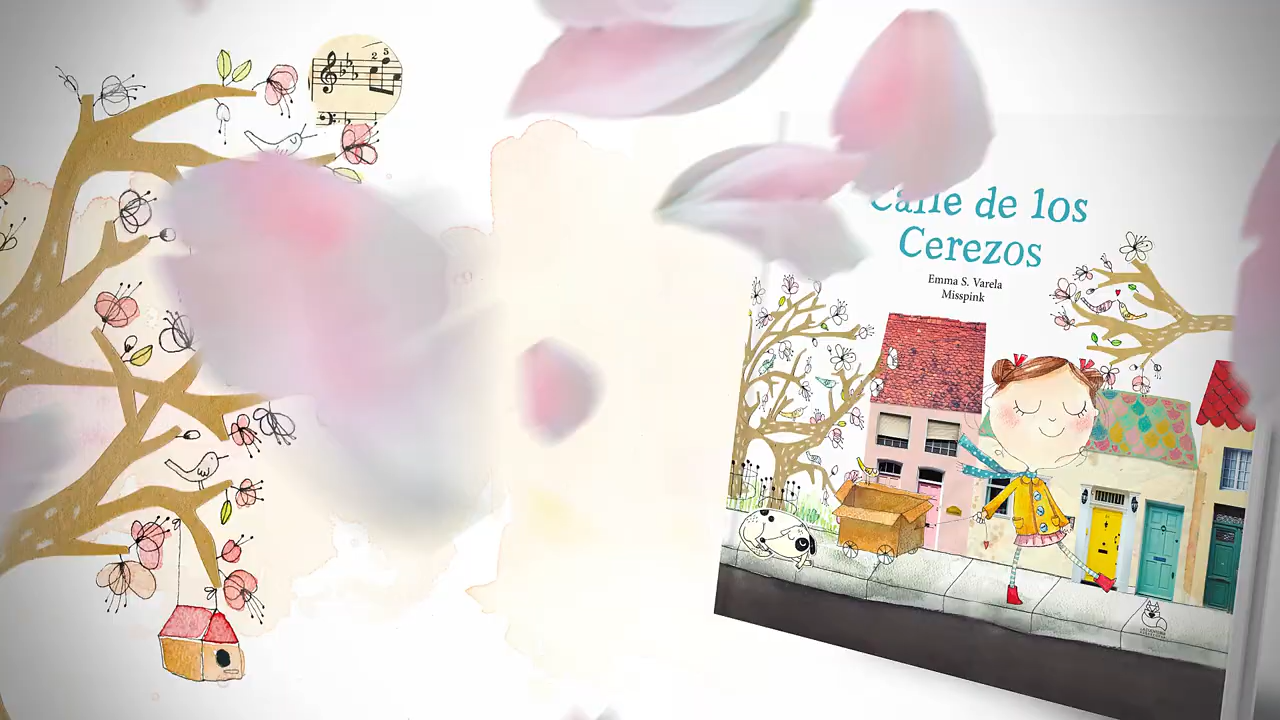 Calle de los
Cerezos
Emma S. Varela
Misspink